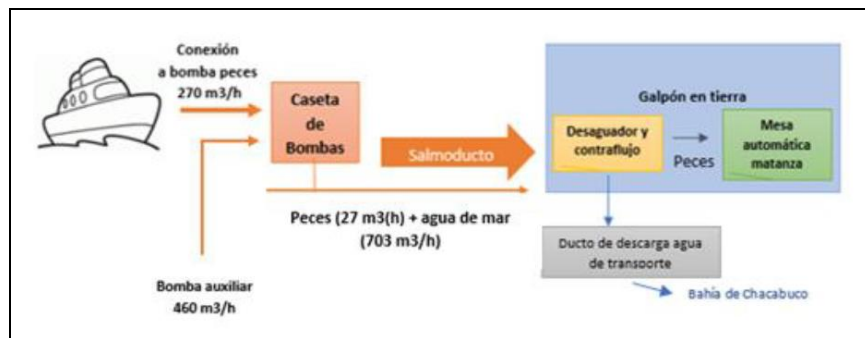 Conexión
a bomba peces
270 m3/h
Caseta
de
Bombas
Salmoducto
Galpón en tierra
Desaguador y
contraflujo
Peces
Mesa
automática
matanza
Peces (27 m3(h) + agua de mar
(703 m3/h)
Ducto de descarga agua
de transporte
Bahía de Chacabuco
Bomba auxiliar
460 m3/h